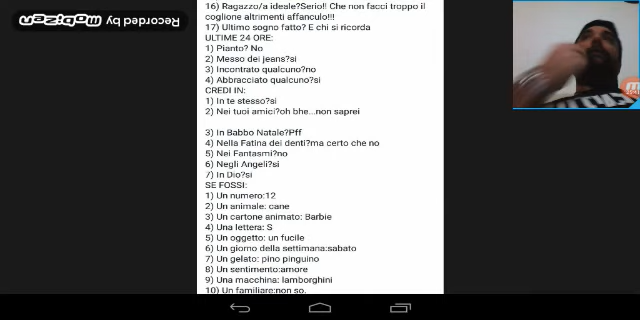 Recorded by mobizen
16) Ragazzo/a ideale?Serio!! Che non facci troppo il
coglione altrimenti affanculo!!!
17) Ultimo sogno fatto? E chi si ricorda
ULTIME 24 ORE:
1) Pianto? No
2) Messo dei jeans?si
3) Incontrato qualcuno?no
4) Abbracciato qualcuno?si
CREDI IN:
1) In te stesso?si
2) Nei tuoi amici?oh bhe...non saprei
3) In Babbo Natale?Pff
4) Nella Fatina dei denti?ma certo che no
5) Nei Fantasmi?no
6) Negli Angeli?si
7) In Dio?si
SE FOSSI:
1) Un numero:12
2) Un animale: cane
3) Un cartone animato: Barbie
4) Una lettera: S
5) Un oggetto: un fucile
6) Un giorno della settimana:sabato
7) Un gelato: pino pinguino
8) Un sentimento:amore
9) Una macchina: lamborghini
10) Un familiare:non so.